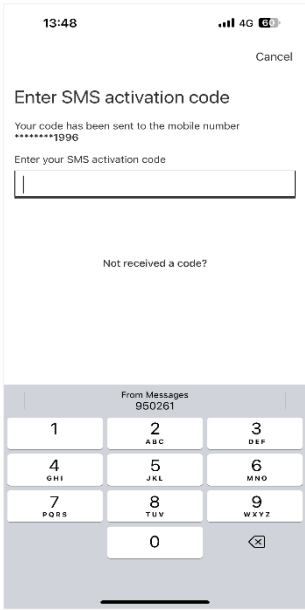 13:48 4G 60
Cancel
Enter SMS activation code
Your code has been sent to the mobile number
********1996
Enter your SMS activation code
Not received a code?
From Messages
950261
1 2 3
ABC DEF
4 5 6
GHI JKL MNO
7 8 9
PQRS TUV WXYZ
0